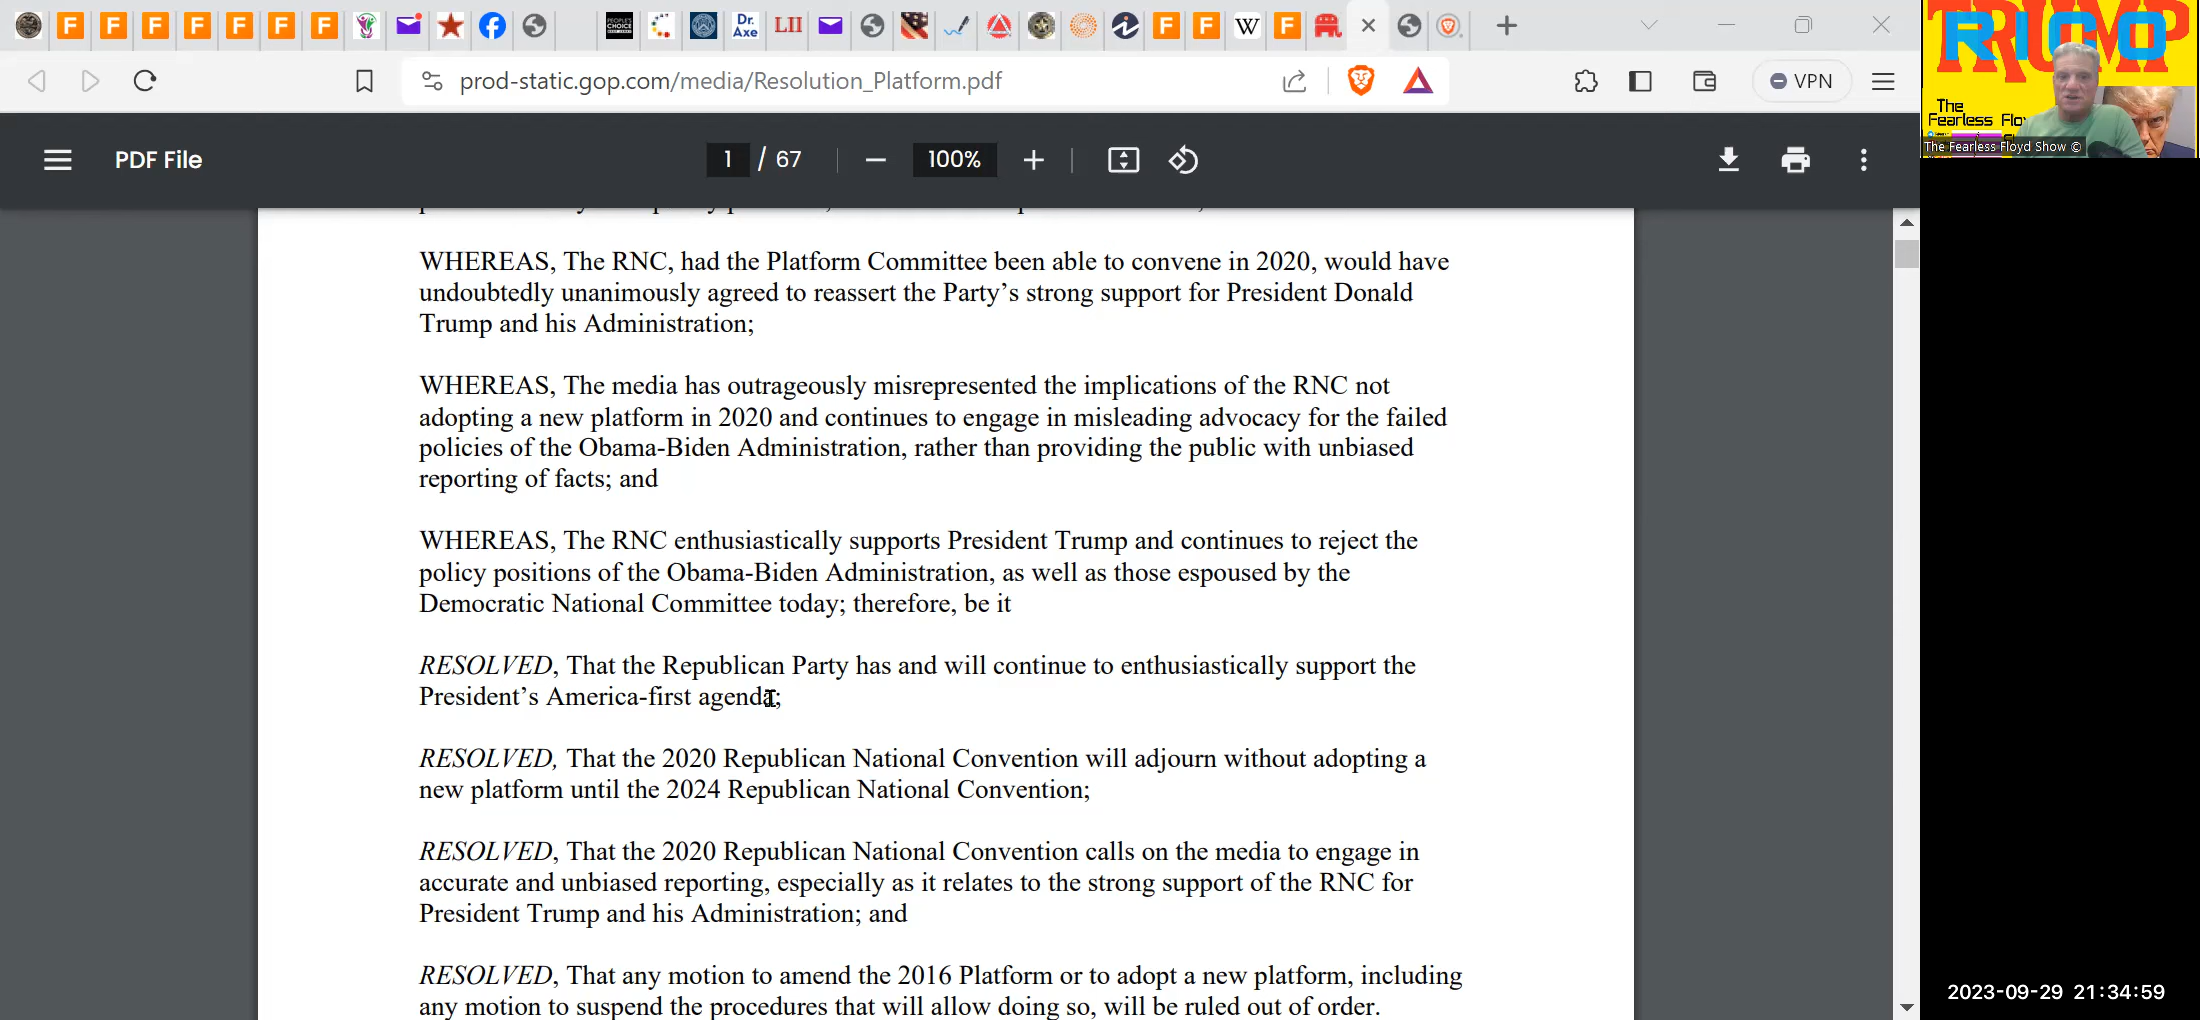 Dr.
Axe
LII
W
prod-static.gop.com/media/Resolution_Platform.pdf
VPN
TRUMP
RICO
The
Fearless Flo
The Fearless Floyd Show ©
PDF File
1 / 67
100%
WHEREAS, The RNC, had the Platform Committee been able to convene in 2020, would have
undoubtedly unanimously agreed to reassert the Party’s strong support for President Donald
Trump and his Administration;
WHEREAS, The media has outrageously misrepresented the implications of the RNC not
adopting a new platform in 2020 and continues to engage in misleading advocacy for the failed
policies of the Obama-Biden Administration, rather than providing the public with unbiased
reporting of facts; and
WHEREAS, The RNC enthusiastically supports President Trump and continues to reject the
policy positions of the Obama-Biden Administration, as well as those espoused by the
Democratic National Committee today; therefore, be it
RESOLVED, That the Republican Party has and will continue to enthusiastically support the
President’s America-first agenda;
RESOLVED, That the 2020 Republican National Convention will adjourn without adopting a
new platform until the 2024 Republican National Convention;
RESOLVED, That the 2020 Republican National Convention calls on the media to engage in
accurate and unbiased reporting, especially as it relates to the strong support of the RNC for
President Trump and his Administration; and
RESOLVED, That any motion to amend the 2016 Platform or to adopt a new platform, including
any motion to suspend the procedures that will allow doing so, will be ruled out of order.
2023-09-29 21:34:59